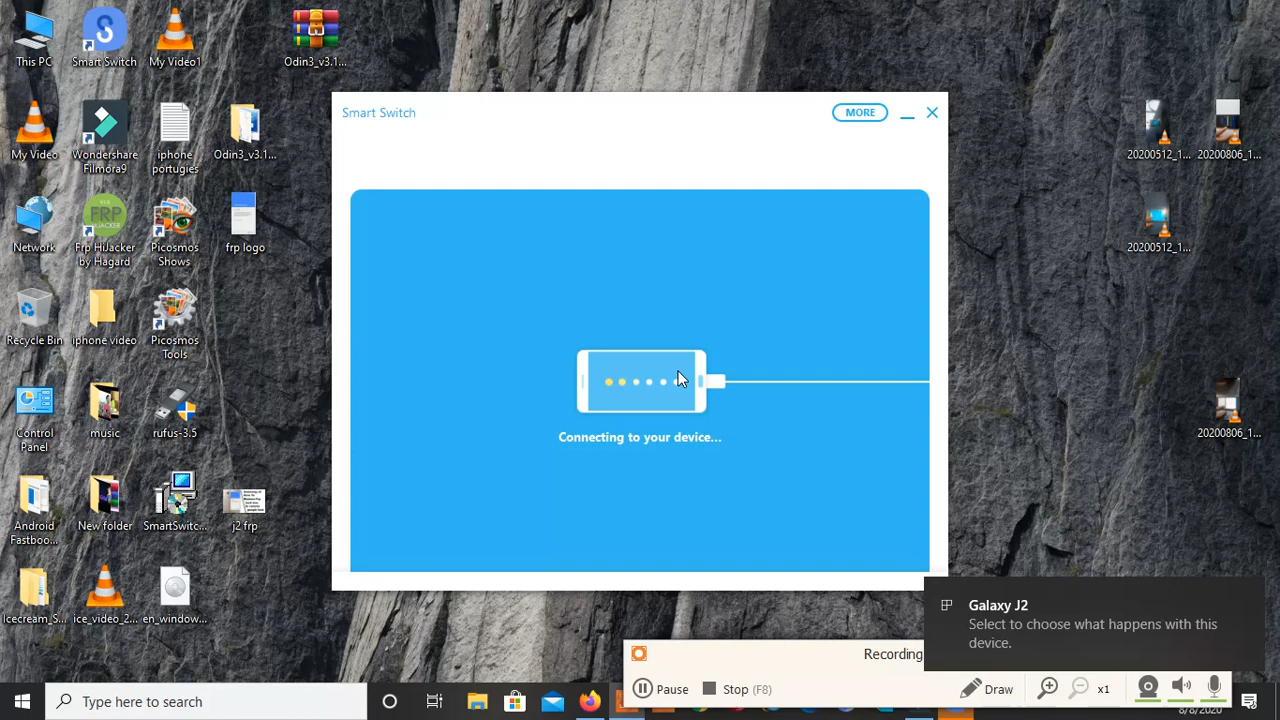 This PC
Smart Switch
My Video1
Odin3_v3.1...
My Video
Wondershare
Filmora9
iphone
portugies
Odin3_v3.1...
Network
Frp HiJacker
by Hagard
Picosmos
Shows
frp logo
Recycle Bin
iphone video
Picosmos
Tools
Control
Panel
music
rufus-3.5
Android
Fastboo...
New folder
SmartSwitc...
j2 frp
Icecream_S...
ice_video_2...
en_window...
Smart Switch
MORE
Connecting to your device...
20200512_1...
20200806_1...
20200512_1...
20200806_1...
Galaxy J2
Select to choose what happens with this
device.
Recording
Pause
Stop (F8)
Draw
x1
Type here to search
8/8/2020